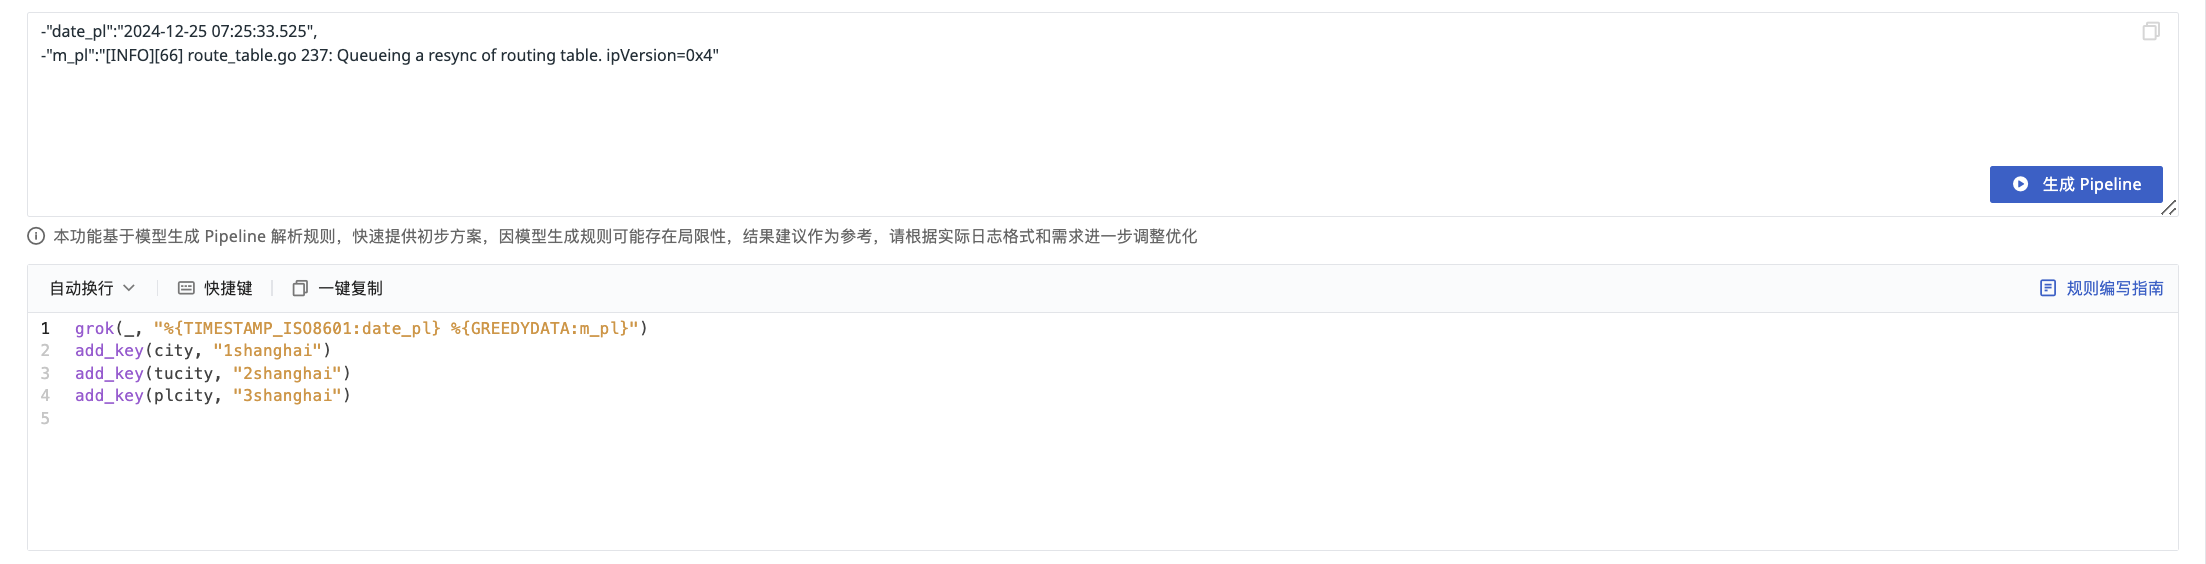 -"date_pl":"2024-12-25 07:25:33.525",
-"m_pl":"[INFO][66] route_table.go 237: Queueing a resync of routing table. ipVersion=0x4"
生成 Pipeline
本功能基于模型生成 Pipeline 解析规则，快速提供初步方案，因模型生成规则可能存在局限性，结果建议作为参考，请根据实际日志格式和需求进一步调整优化
自动换行 快捷键 一键复制 规则编写指南
1 grok(_, "%{TIMESTAMP_ISO8601:date_pl} %{GREEDYDATA:m_pl}")
2 add_key(city, "1shanghai")
3 add_key(tucity, "2shanghai")
4 add_key(plcity, "3shanghai")
5